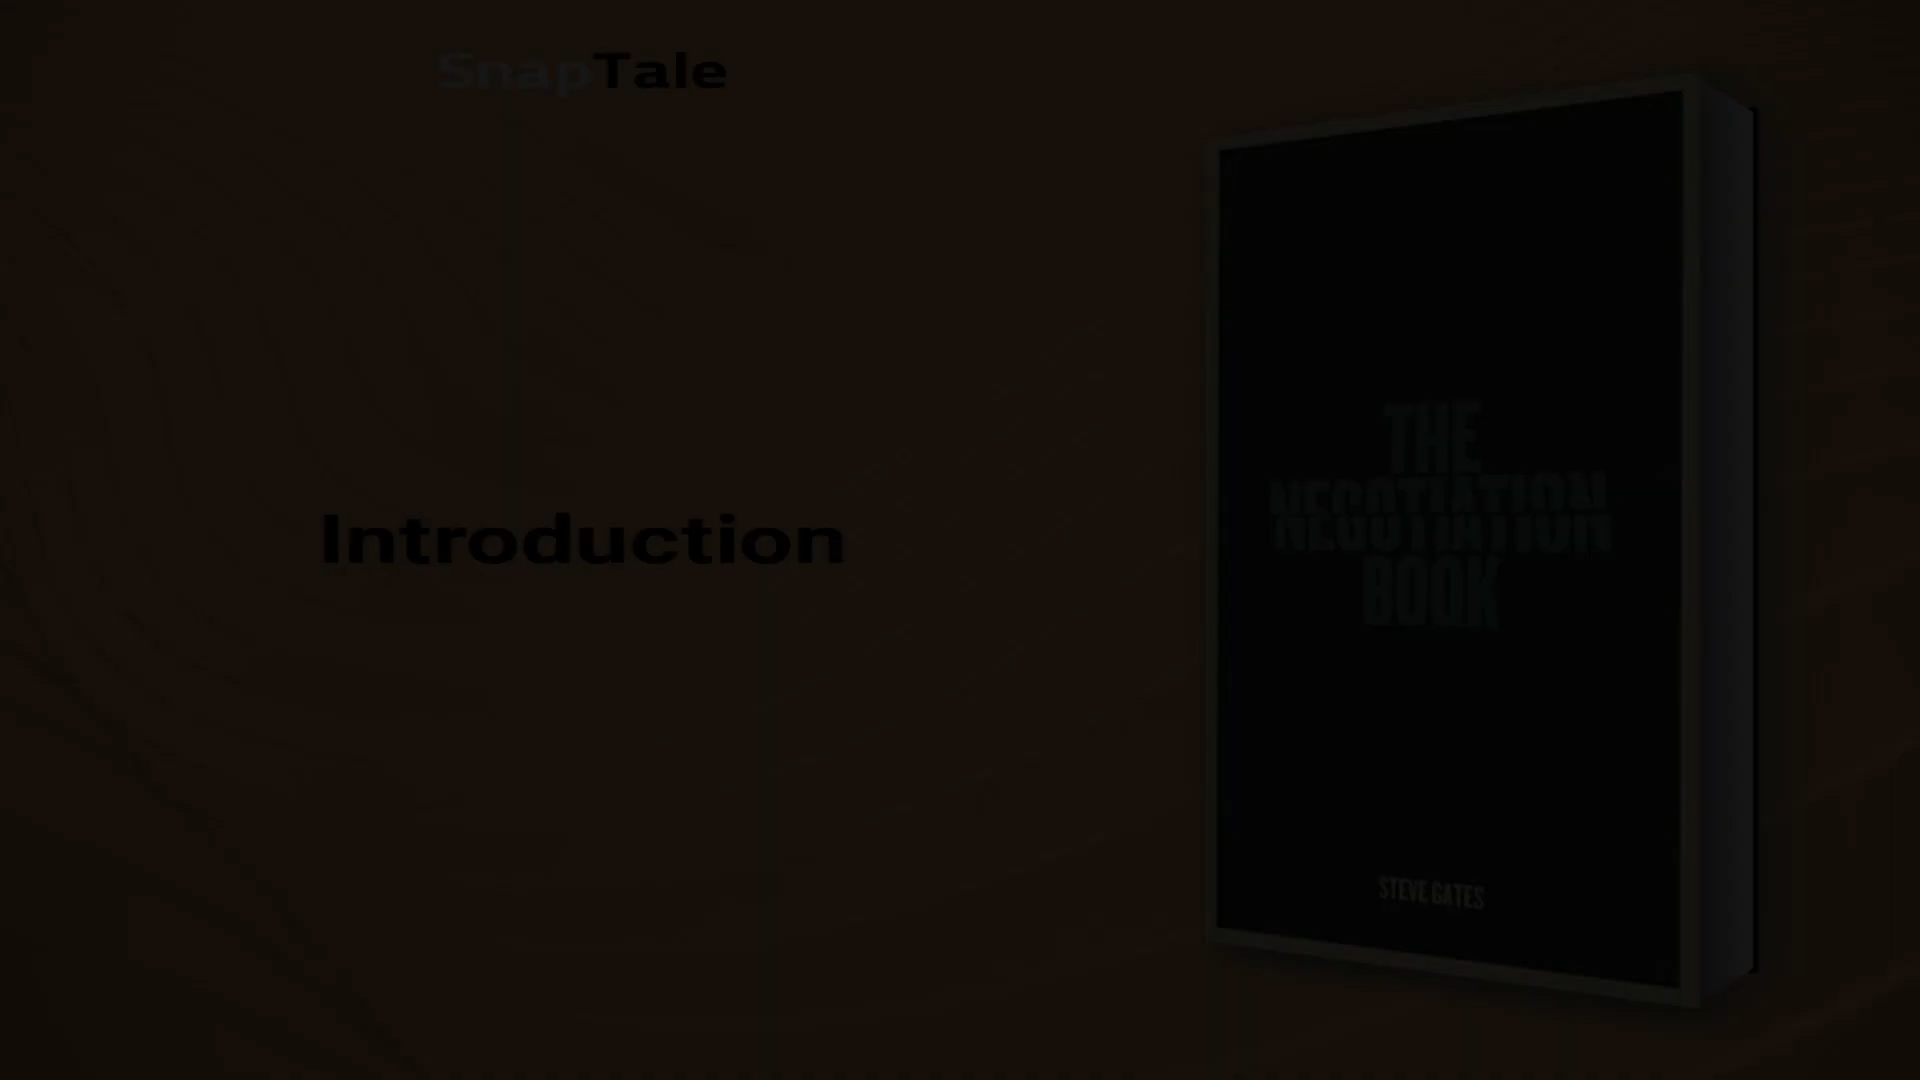 SnapTale
Introduction
THE
NEGOTIATION
BOOK
STEVE GATES